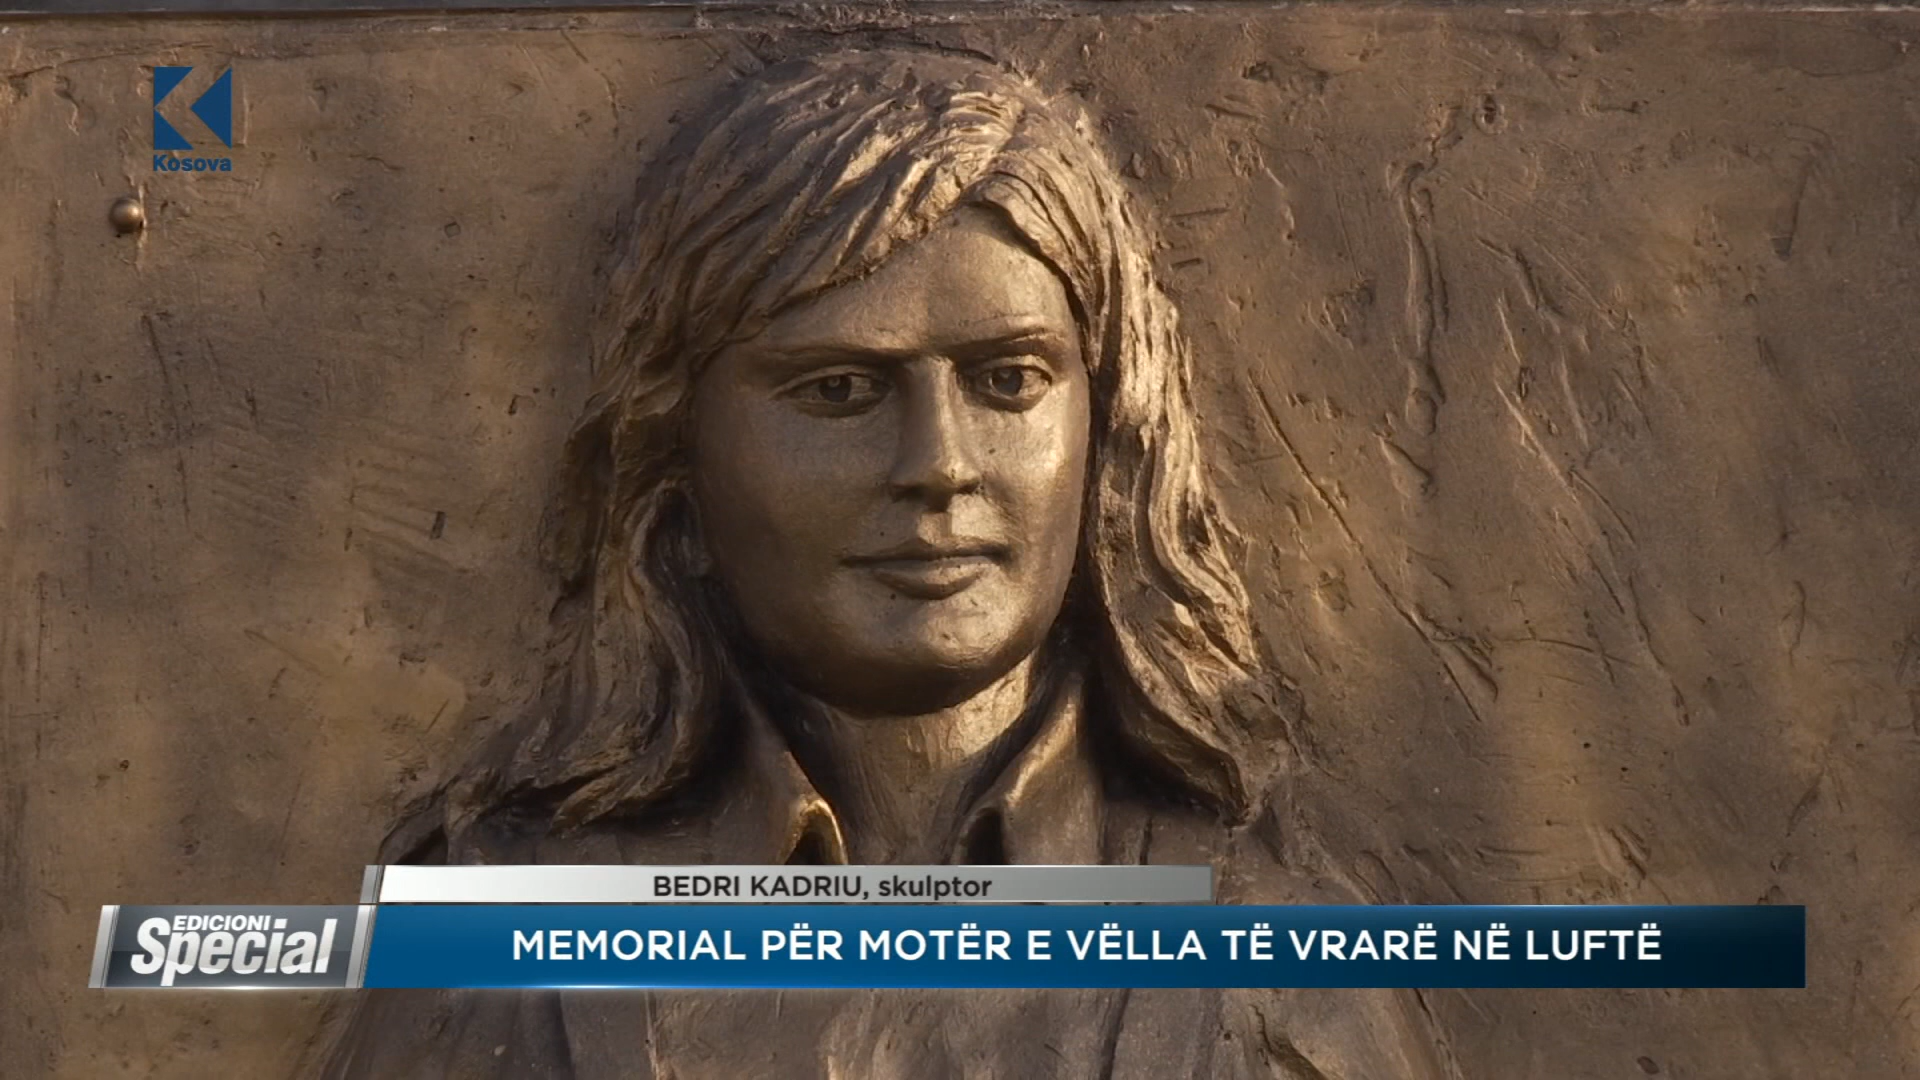 Kosova
BEDRI KADRIU, skulptor
EDICIONI
Special
MEMORIAL PËR MOTËR E VËLLA TË VRARË NË LUFTË